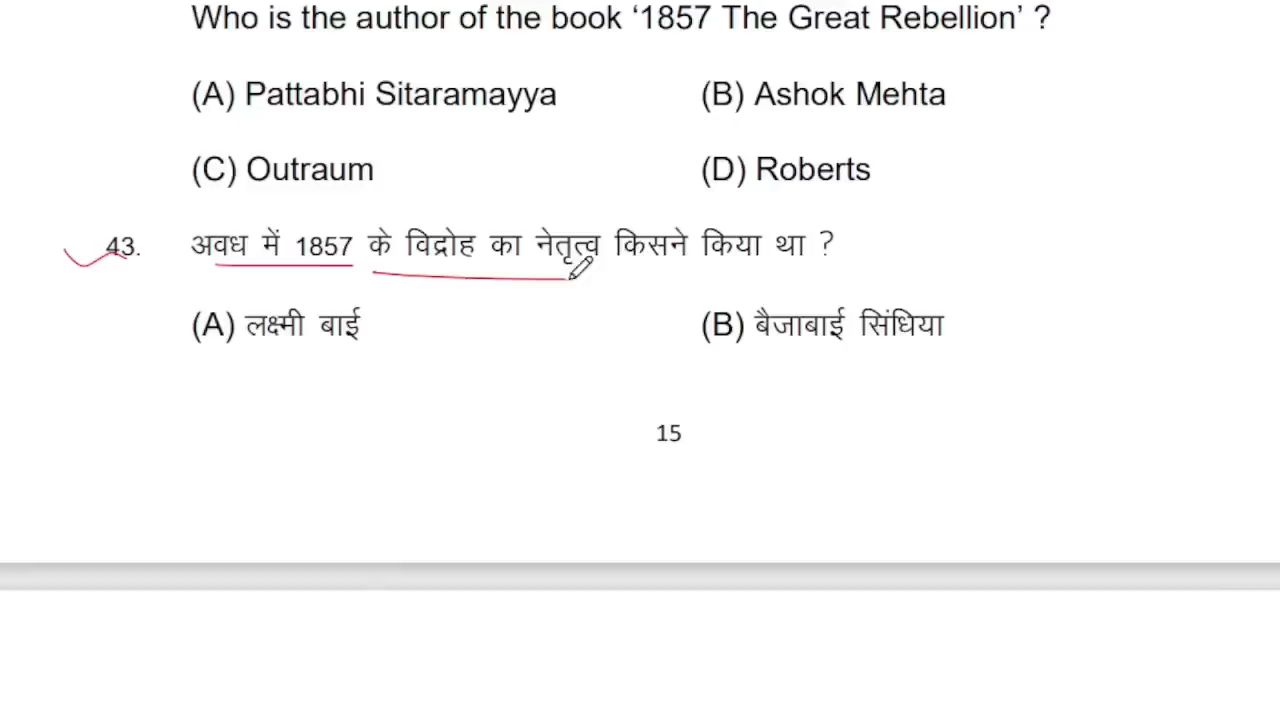 Who is the author of the book ‘1857 The Great Rebellion’ ?
(A) Pattabhi Sitaramayya (B) Ashok Mehta
(C) Outraum (D) Roberts
43. अवध में 1857 के विद्रोह का नेतृत्व किसने किया था ?
(A) लक्ष्मी बाई (B) बैजाबाई सिंधिया
15